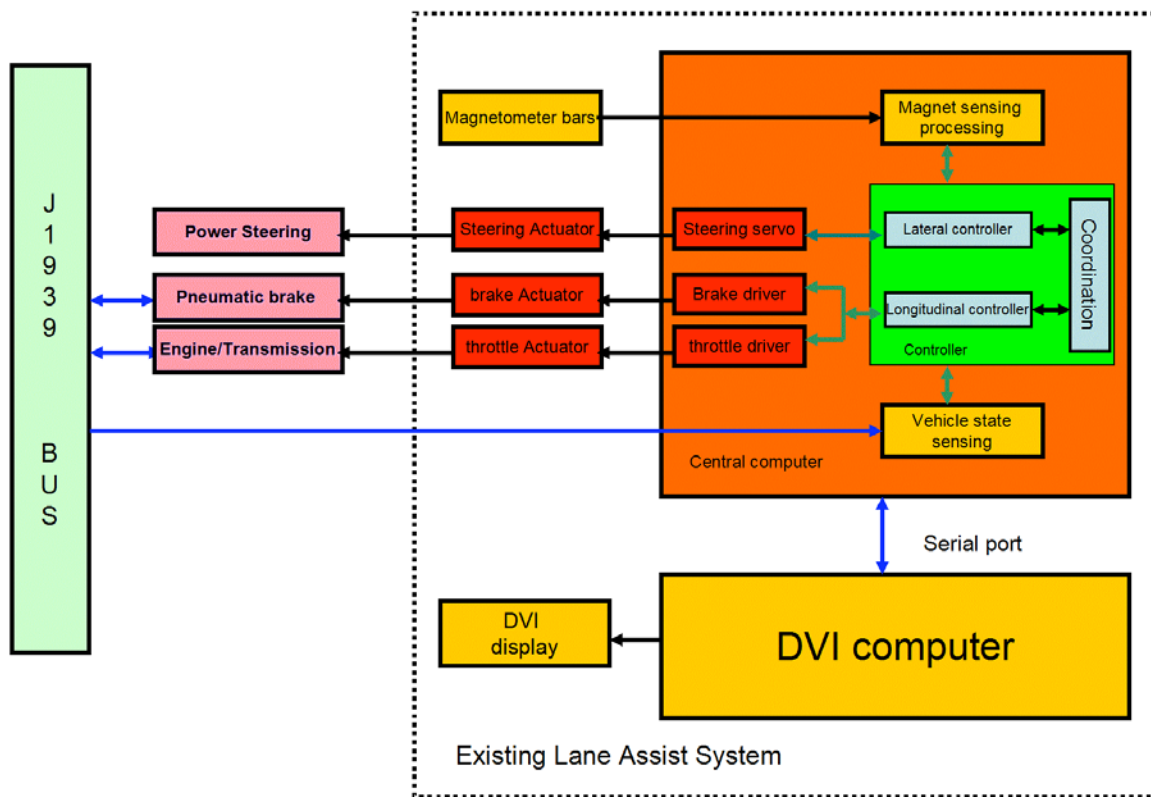 J
1
9
3
9
B
U
S
Magnetometer bars
Magnet sensing
processing
Power Steering
Steering Actuator
Steering servo
Lateral controller
Coordination
Pneumatic brake
brake Actuator
Brake driver
Longitudinal controller
Engine/Transmission
throttle Actuator
throttle driver
Controller
Vehicle state
sensing
Central computer
Serial port
DVI
display
DVI computer
Existing Lane Assist System